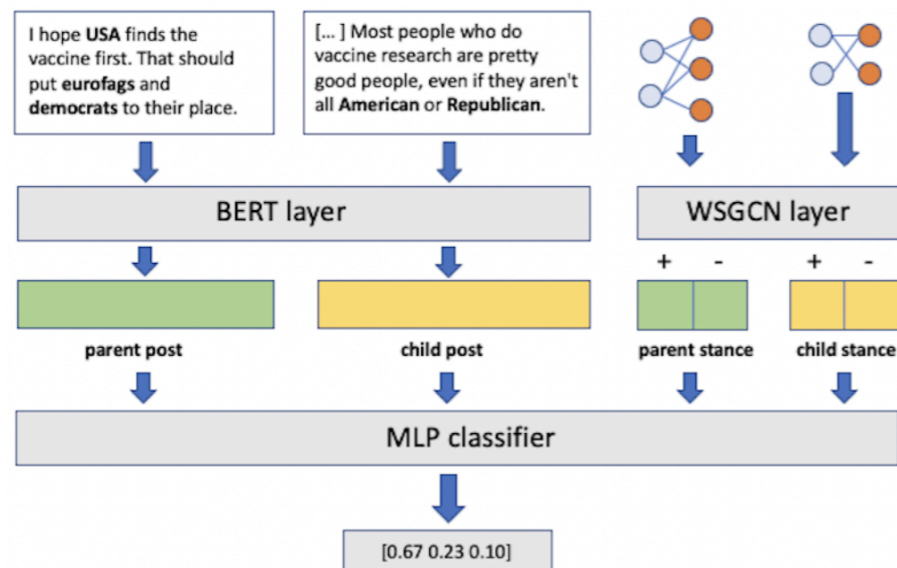 I hope USA finds the
vaccine first. That should
put eurofags and
democrats to their place.
[... ] Most people who do
vaccine research are pretty
good people, even if they aren't
all American or Republican.
BERT layer
WSGCN layer
+ - + -
parent post
child post
parent stance
child stance
MLP classifier
[0.67 0.23 0.10]